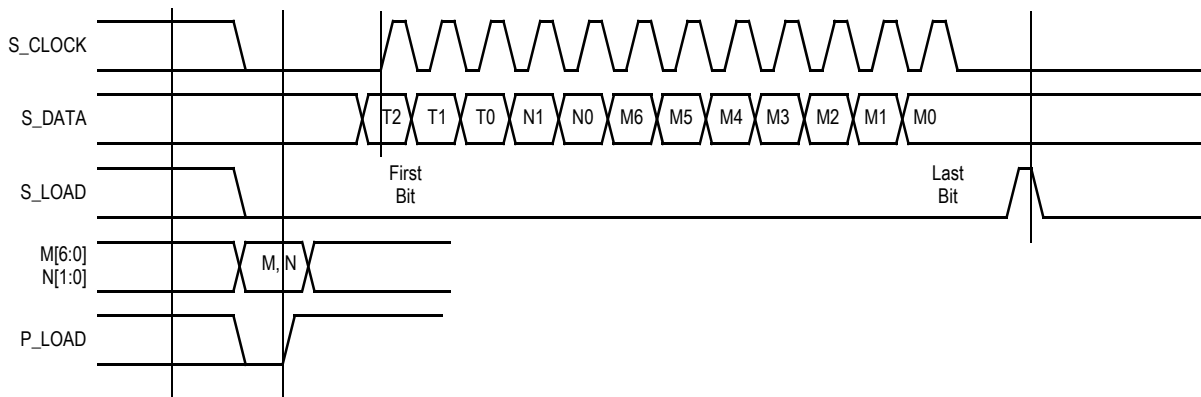 S_CLOCK
S_DATA
T2 T1 T0 N1 N0 M6 M5 M4 M3 M2 M1 M0
S_LOAD
First
Bit
Last
Bit
M[6:0]
N[1:0]
M, N
P_LOAD